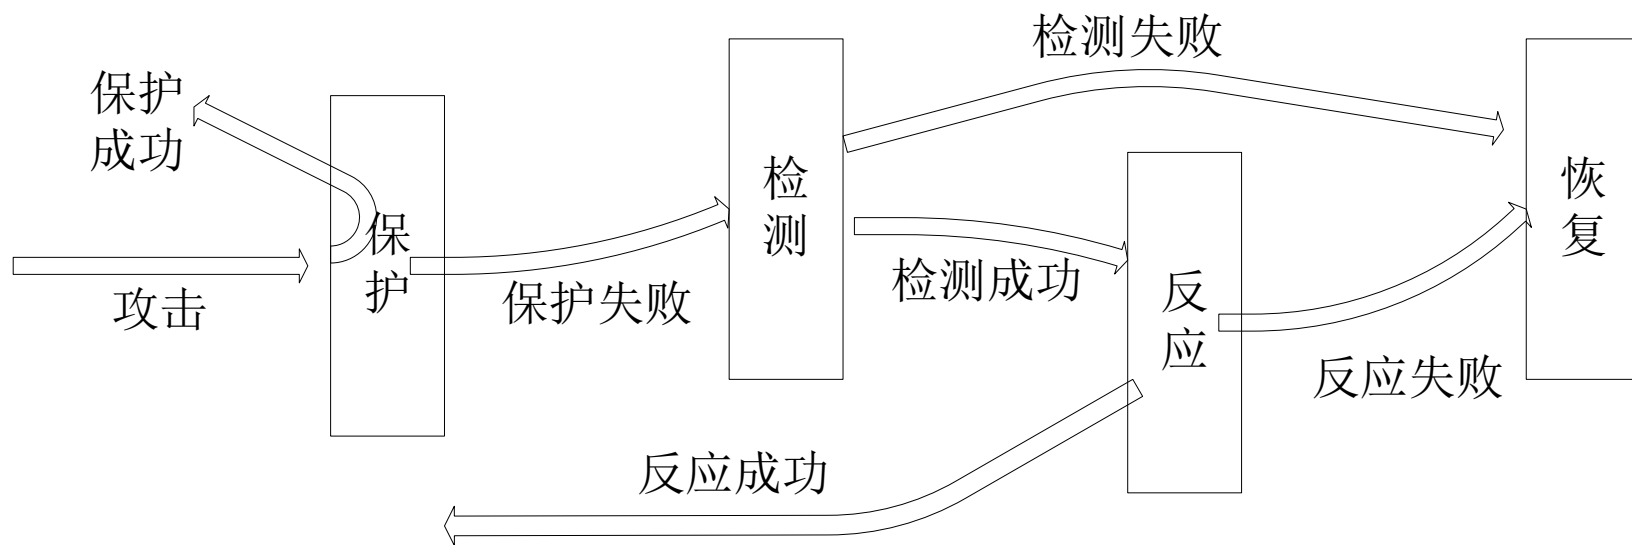 保护
成功
攻击
保
护
保护失败
检
测
检测失败
检测成功
反
应
反应失败
反应成功
恢
复